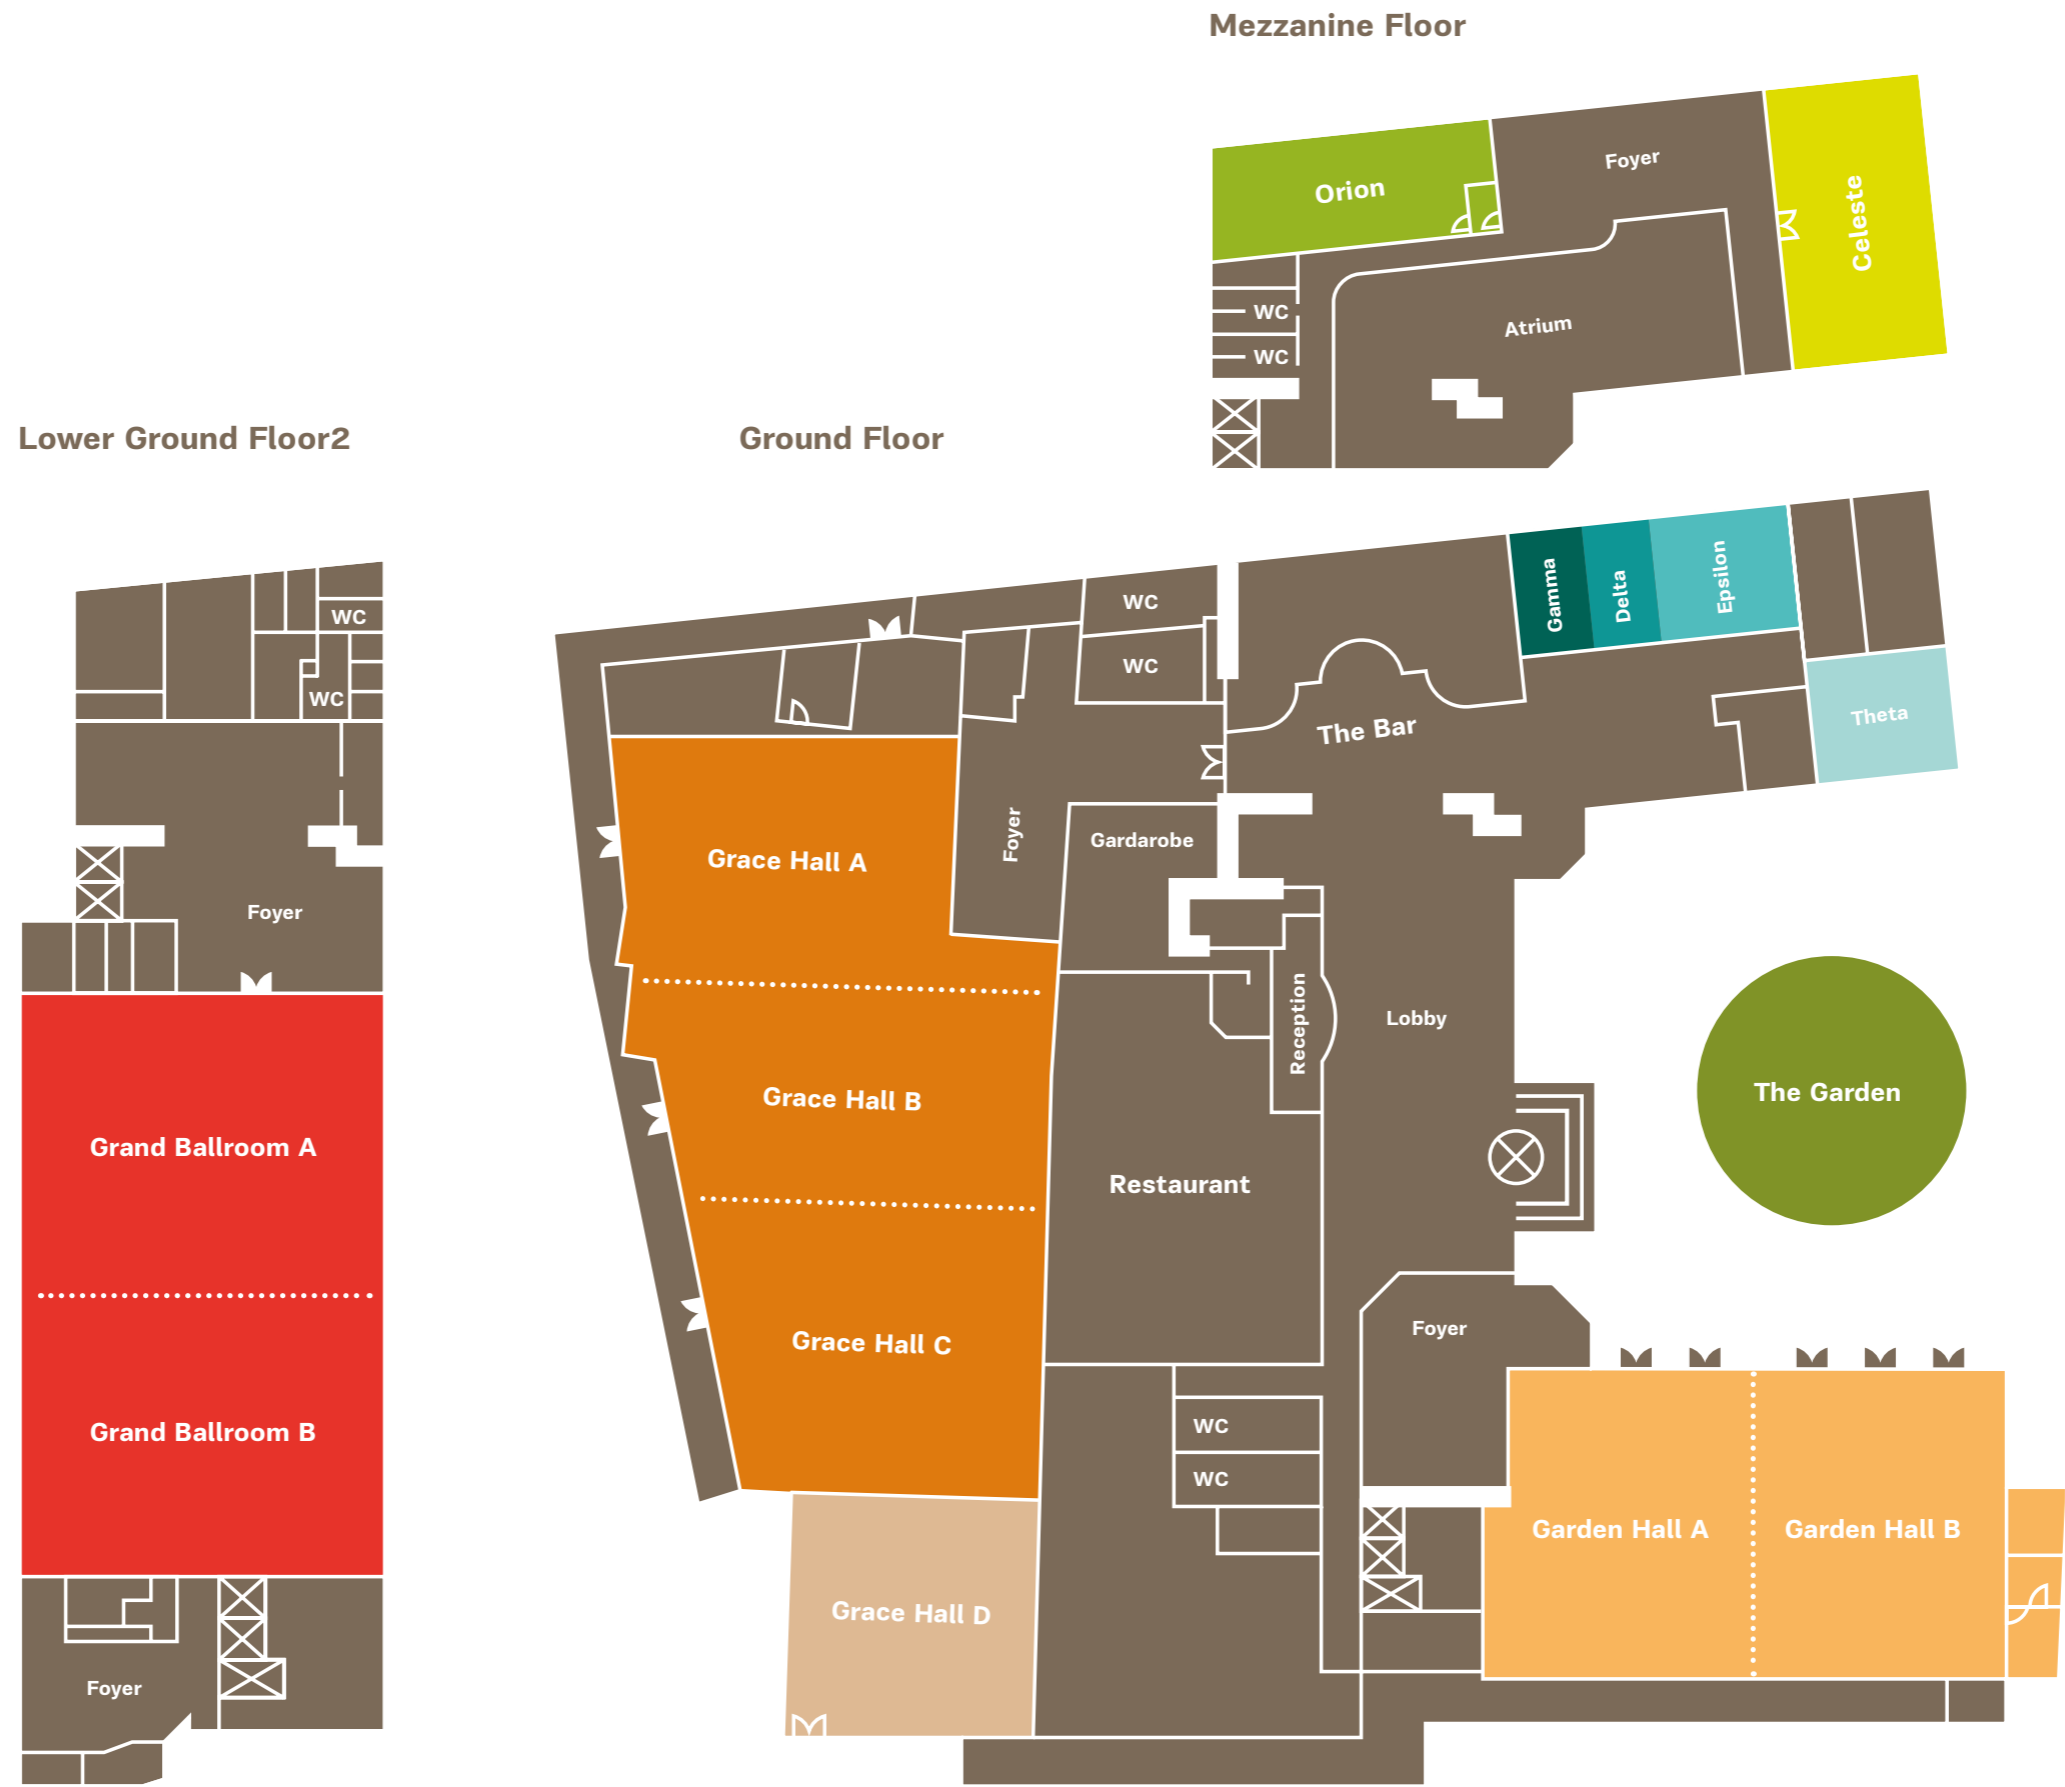 Mezzanine Floor
Orion
Foyer
Celeste
WC
WC
Atrium
Lower Ground Floor2
WC
WC
Foyer
Grand Ballroom A
Grand Ballroom B
Foyer
Ground Floor
WC
WC
Gamma
Delta
Epsilon
Theta
The Bar
Foyer
Gardarobe
Grace Hall A
Reception
Lobby
The Garden
Grace Hall B
Restaurant
Grace Hall C
Foyer
WC
WC
Garden Hall A
Garden Hall B
Grace Hall D